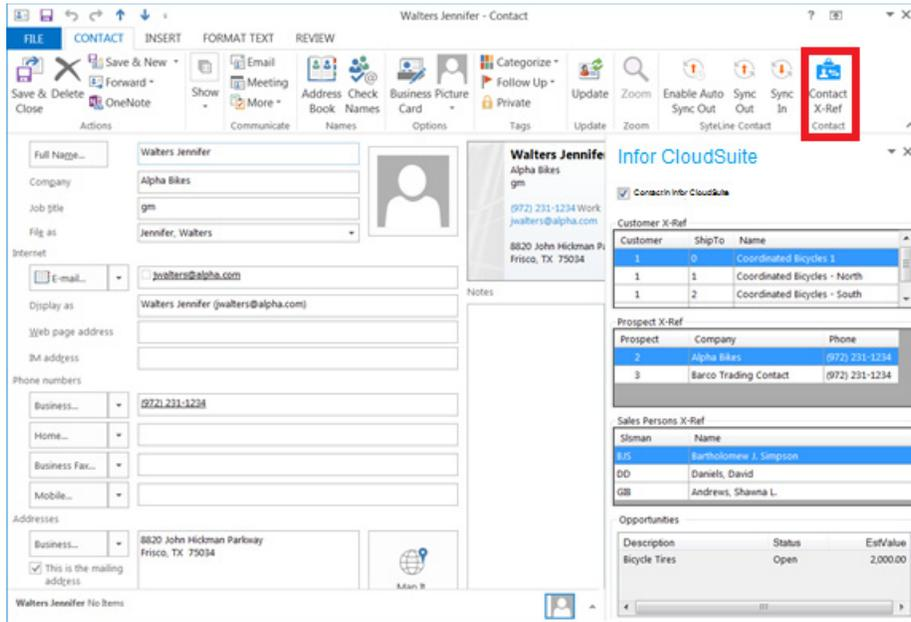 Walters Jennifer - Contact
FILE CONTACT INSERT FORMAT TEXT REVIEW
Save & Close
Delete
Save & New
Forward
OneNote
Actions
Show
Email
Meeting
More
Communicate
Address Book
Check Names
Names
Business Card
Picture
Options
Categorize
Follow Up
Private
Tags
Update
Update
Zoom
Zoom
Enable Auto Sync Out
Sync Out
Sync In
SyteLine Contact
Contact X-Ref
Contact
Full Name... Walters Jennifer
Company Alpha Bikes
Job title gm
File as Jennifer, Walters
Internet
E-mail... jwalters@alpha.com
Display as Walters Jennifer (jwalters@alpha.com)
Web page address
IM address
Phone numbers
Business... (972) 231-1234
Home...
Business Fax...
Mobile...
Addresses
Business... 8820 John Hickman Parkway
Frisco, TX 75034
This is the mailing address
Map It
Walters Jennifer No Items
Walters Jennifer
Alpha Bikes
gm
(972) 231-1234 Work
jwalters@alpha.com
8820 John Hickman Pa
Frisco, TX 75034
Notes
Infor CloudSuite
Contact in Infor CloudSuite
Customer X-Ref
Customer ShipTo Name
1 0 Coordinated Bicycles 1
1 1 Coordinated Bicycles - North
1 2 Coordinated Bicycles - South
Prospect X-Ref
Prospect Company Phone
2 Alpha Bikes (972) 231-1234
3 Barco Trading Contact (972) 231-1234
Sales Persons X-Ref
Slsman Name
BJS Bartholomew J. Simpson
DD Daniels, David
GIB Andrews, Shawna L.
Opportunities
Description Status EstValue
Bicycle Tires Open 2,000.00